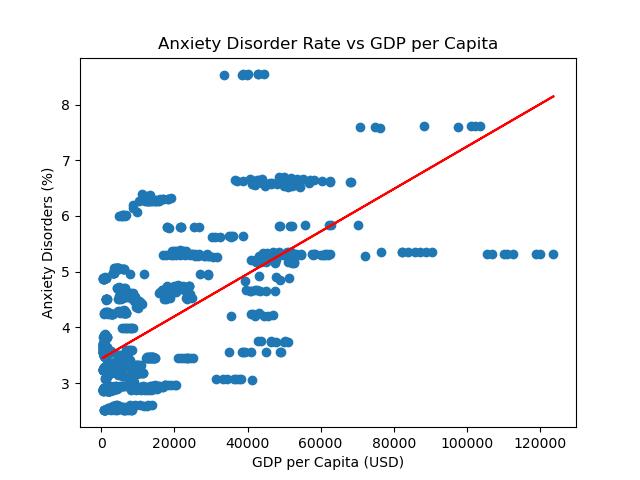 Anxiety Disorder Rate vs GDP per Capita
8
7
6
5
4
3
Anxiety Disorders (%)
0 20000 40000 60000 80000 100000 120000
GDP per Capita (USD)